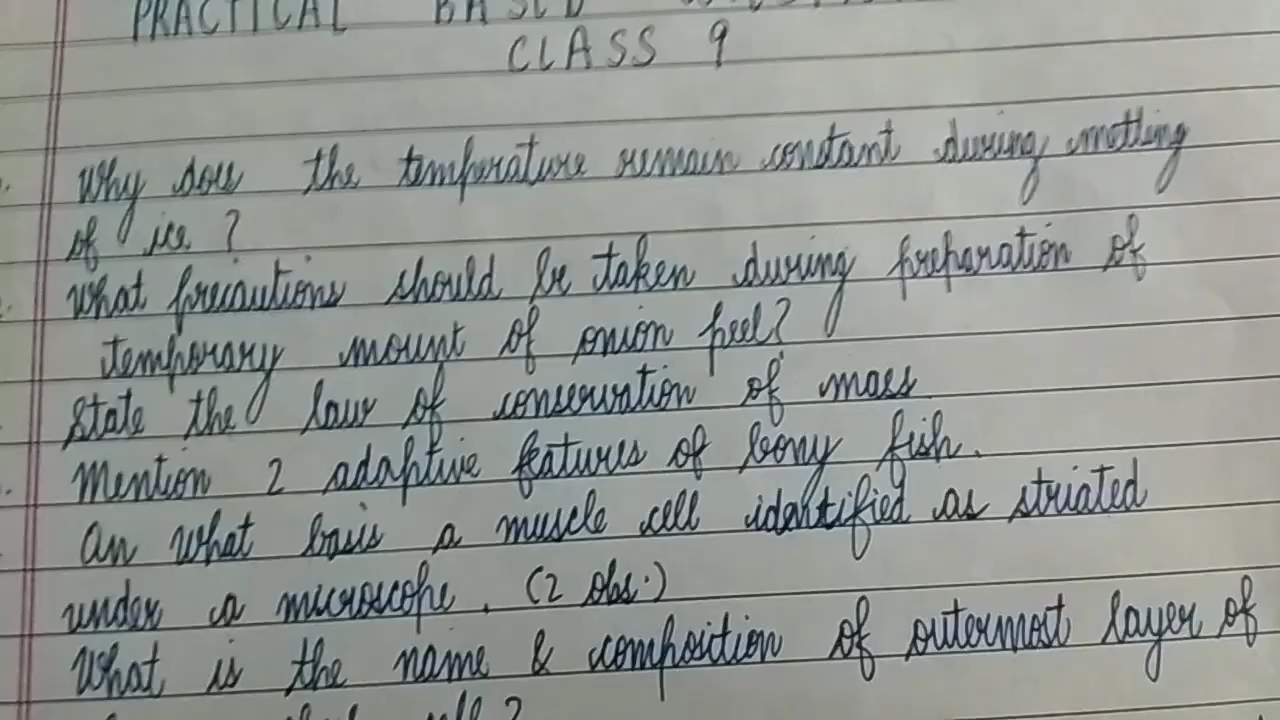 PRACTICAL BASED
CLASS 9
Why does the temperature remain constant during melting
of ice ?
What precautions should be taken during preparation of
temporary mount of onion peel?
State the law of conservation of mass
Mention 2 adaptive features of bony fish.
On what basis a muscle cell identified as striated
under a microscope. (2 obs.)
What is the name & composition of outermost layer of
cell ?